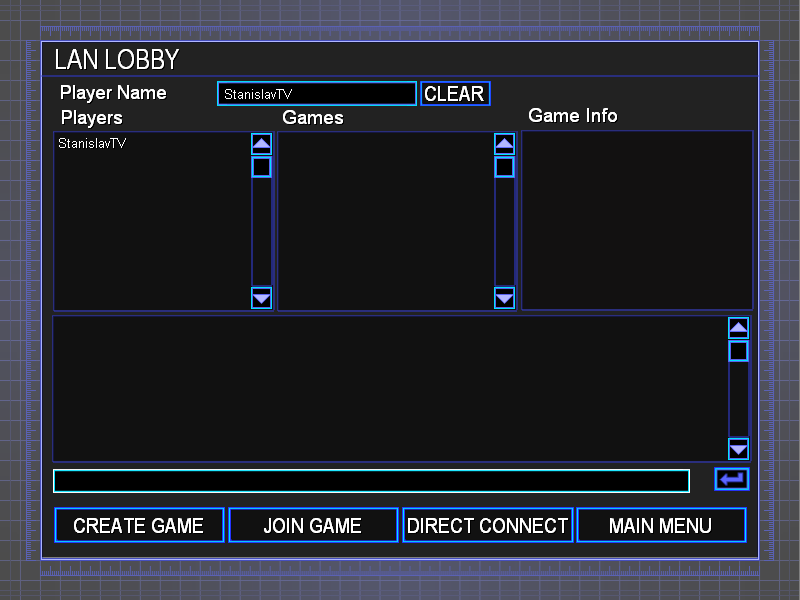 LAN LOBBY
Player Name StanislavTV CLEAR
Players Games Game Info
StanislavTV
CREATE GAME JOIN GAME DIRECT CONNECT MAIN MENU